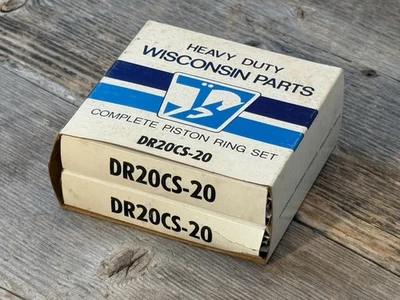 HEAVY DUTY
WISCONSIN PARTS
COMPLETE PISTON RING SET
DR20CS-20
DR20CS-20
DR20CS-20